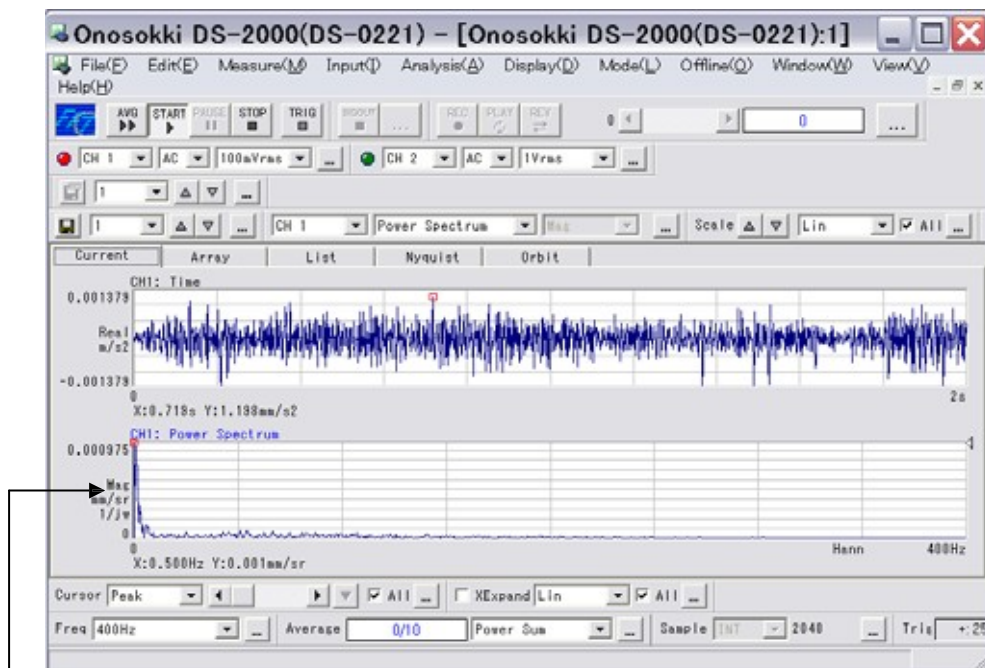 Onosokki DS-2000(DS-0221) - [Onosokki DS-2000(DS-0221):1]
File(F) Edit(E) Measure(M) Input(I) Analysis(A) Display(D) Mode(L) Offline(O) Window(W) View(V)
Help(H)
AVG START PAUSE STOP TRIG REC PLAY REV 0 0 ...
CH 1 AC 100mVrms ... CH 2 AC 1Vrms ...
1 ...
1 ... CH 1 Power Spectrum Mag ... Scale Lin All ...
Current Array List Nyquist Orbit
CH1: Time
0.001379
Real
m/s2
-0.001379
0 2s
X:0.719s Y:1.198mm/s2
CH1: Power Spectrum
0.000975
Mag
mm/sr
1/jw
0
0 Hann 400Hz
X:0.500Hz Y:0.001mm/sr
Cursor Peak All ... XExpand Lin All ...
Freq 400Hz ... Average 0/10 Power Sum ... Sample INT 2048 ... Trig +:25